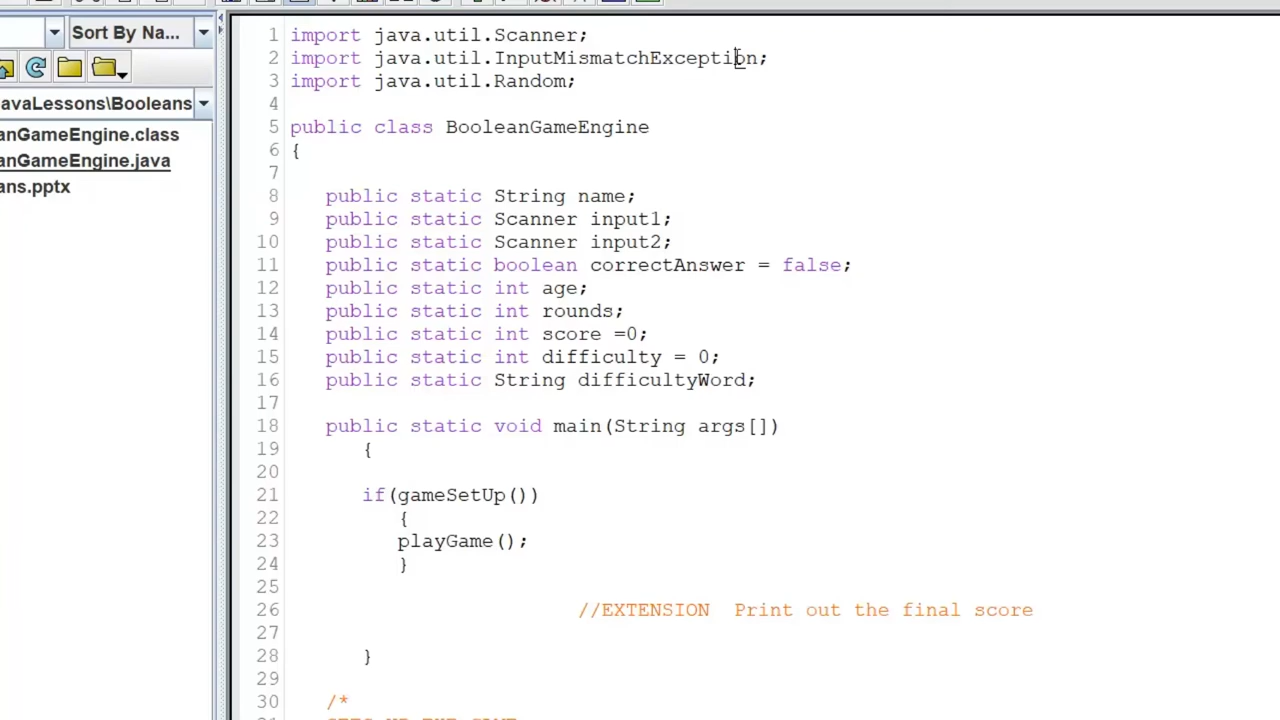 Sort By Na...
avaLessons\Booleans
anGameEngine.class
anGameEngine.java
ans.pptx
1 import java.util.Scanner;
2 import java.util.InputMismatchException;
3 import java.util.Random;
4
5 public class BooleanGameEngine
6 {
7
8 public static String name;
9 public static Scanner input1;
10 public static Scanner input2;
11 public static boolean correctAnswer = false;
12 public static int age;
13 public static int rounds;
14 public static int score =0;
15 public static int difficulty = 0;
16 public static String difficultyWord;
17
18 public static void main(String args[])
19 {
20
21 if(gameSetUp())
22 {
23 playGame();
24 }
25
26 //EXTENSION Print out the final score
27
28 }
29
30 /*